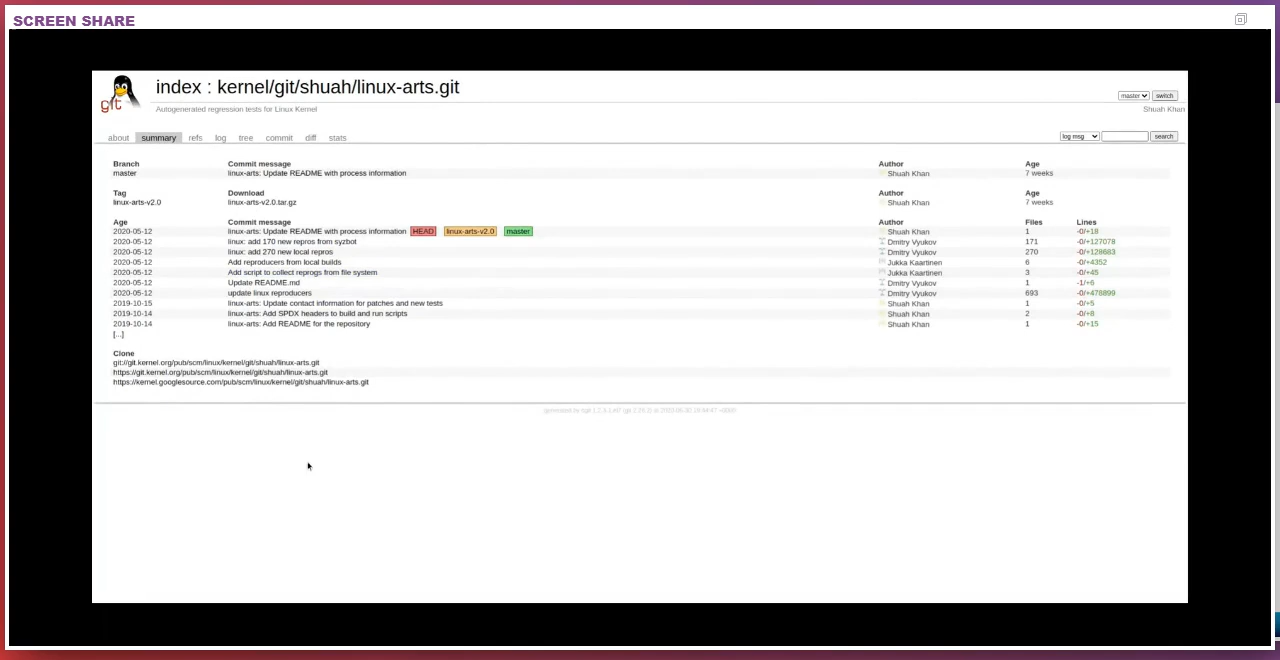 SCREEN SHARE
git
index : kernel/git/shuah/linux-arts.git
master switch
Autogenerated regression tests for Linux Kernel Shuah Khan
about summary refs log tree commit diff stats log msg search
Branch Commit message Author Age
master linux-arts: Update README with process information Shuah Khan 7 weeks
Tag Download Author Age
linux-arts-v2.0 linux-arts-v2.0.tar.gz Shuah Khan 7 weeks
Age Commit message Author Files Lines
2020-05-12 linux-arts: Update README with process information HEAD linux-arts-v2.0 master Shuah Khan 1 -0/+18
2020-05-12 linux: add 170 new repros from syzbot Dmitry Vyukov 171 -0/+127078
2020-05-12 linux: add 270 new local repros Dmitry Vyukov 270 -0/+128683
2020-05-12 Add reproducers from local builds Jukka Kaartinen 6 -0/+4352
2020-05-12 Add script to collect reprogs from file system Jukka Kaartinen 3 -0/+45
2020-05-12 Update README.md Dmitry Vyukov 1 -1/+6
2020-05-12 update linux reproducers Dmitry Vyukov 693 -0/+478899
2019-10-15 linux-arts: Update contact information for patches and new tests Shuah Khan 1 -0/+5
2019-10-14 linux-arts: Add SPDX headers to build and run scripts Shuah Khan 2 -0/+8
2019-10-14 linux-arts: Add README for the repository Shuah Khan 1 -0/+15
[...]
Clone
git://git.kernel.org/pub/scm/linux/kernel/git/shuah/linux-arts.git
https://git.kernel.org/pub/scm/linux/kernel/git/shuah/linux-arts.git
https://kernel.googlesource.com/pub/scm/linux/kernel/git/shuah/linux-arts.git
generated by cgit